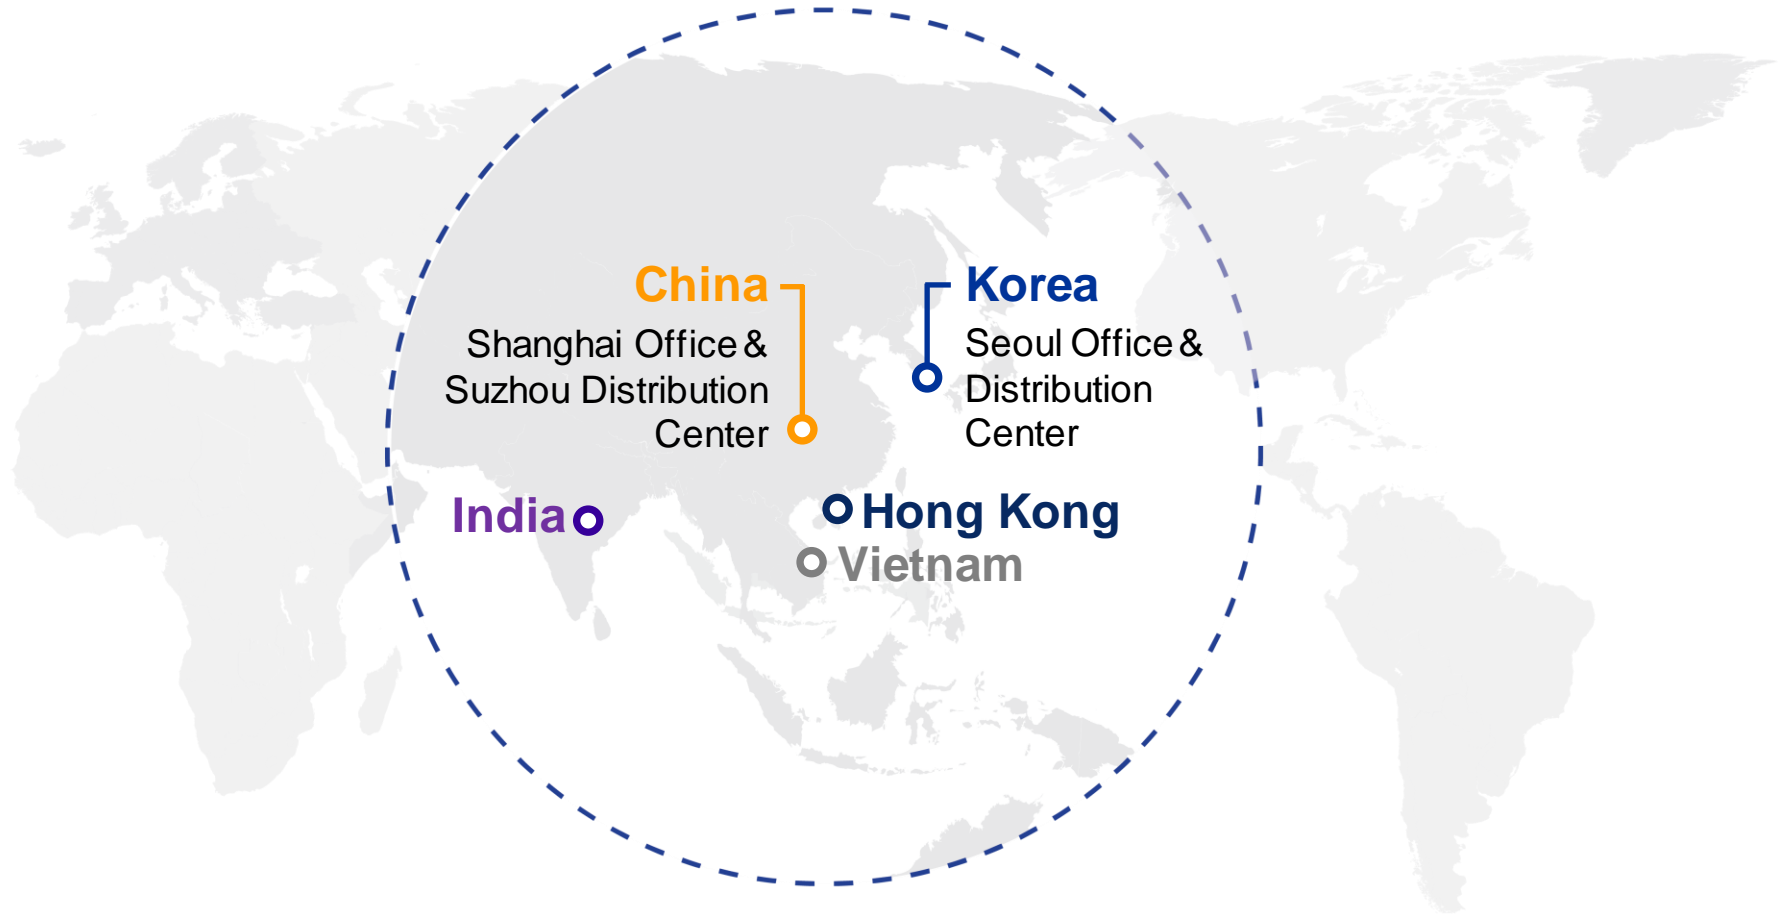 China
Shanghai Office &
Suzhou Distribution
Center
Korea
Seoul Office &
Distribution
Center
India
Hong Kong
Vietnam